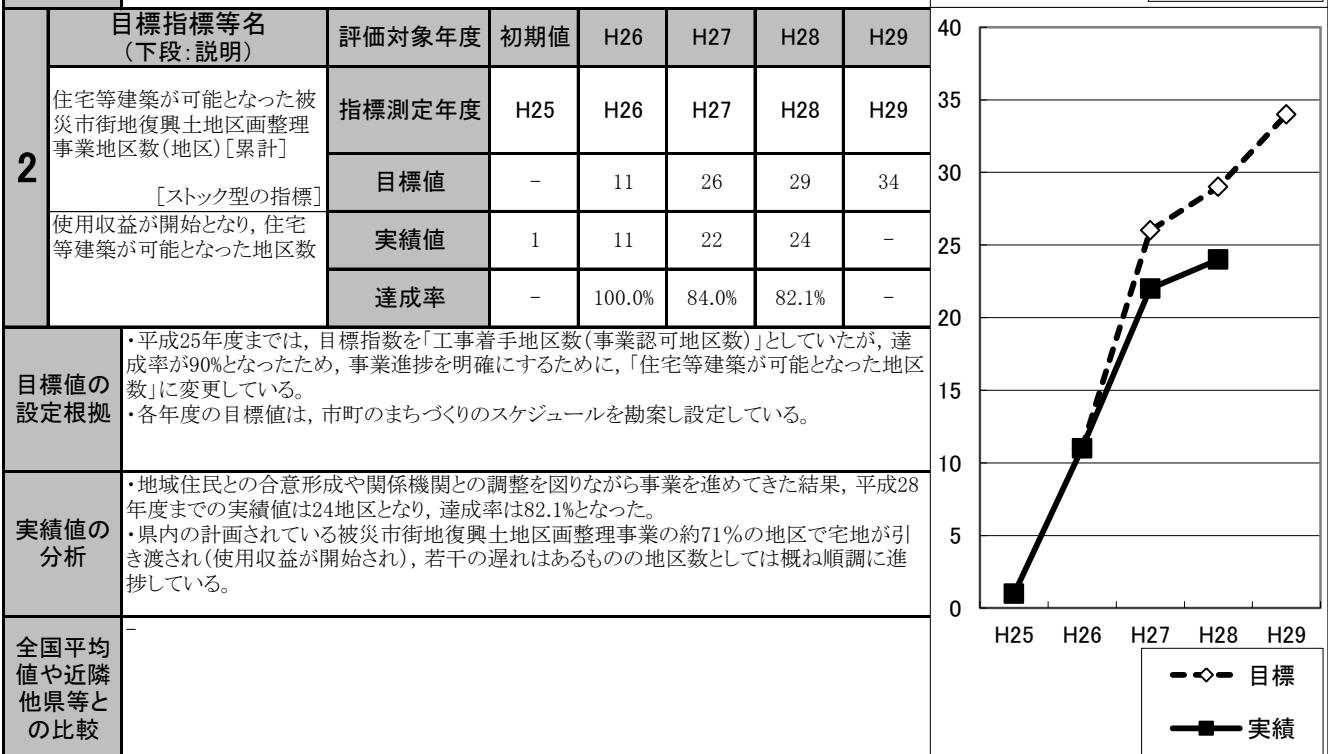 2
目標指標等名
(下段:説明)
評価対象年度 初期値 H26 H27 H28 H29
住宅等建築が可能となった被
災市街地復興土地区画整理
事業地区数(地区)[累計]
[ストック型の指標]
使用収益が開始となり，住宅
等建築が可能となった地区数
指標測定年度 H25 H26 H27 H28 H29
目標値 - 11 26 29 34
実績値 1 11 22 24 -
達成率 - 100.0% 84.0% 82.1% -
目標値の
設定根拠
・平成25年度までは，目標指数を「工事着手地区数(事業認可地区数)」としていたが，達
成率が90%となったため，事業進捗を明確にするために，「住宅等建築が可能となった地区
数」に変更している。
・各年度の目標値は，市町のまちづくりのスケジュールを勘案し設定している。
実績値の
分析
・地域住民との合意形成や関係機関との調整を図りながら事業を進めてきた結果，平成28
年度までの実績値は24地区となり，達成率は82.1%となった。
・県内の計画されている被災市街地復興土地区画整理事業の約71％の地区で宅地が引
き渡され(使用収益が開始され)，若干の遅れはあるものの地区数としては概ね順調に進
捗している。
全国平均
値や近隣
他県等と
の比較
-
40
35
30
25
20
15
10
5
0
H25 H26 H27 H28 H29
目標
実績